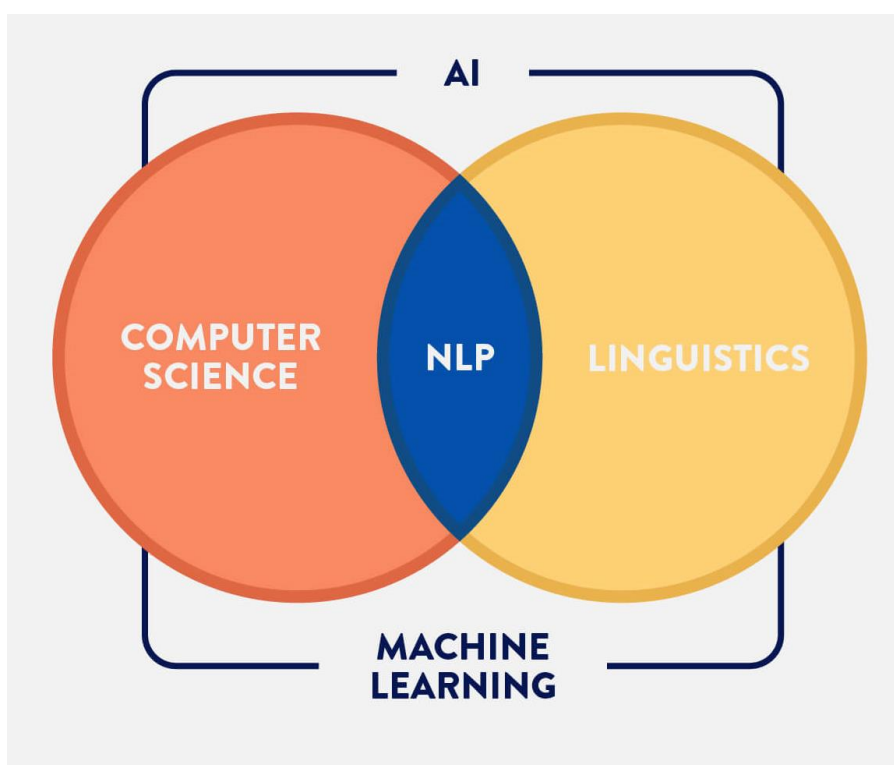 AI
COMPUTER
SCIENCE
NLP
LINGUISTICS
MACHINE
LEARNING